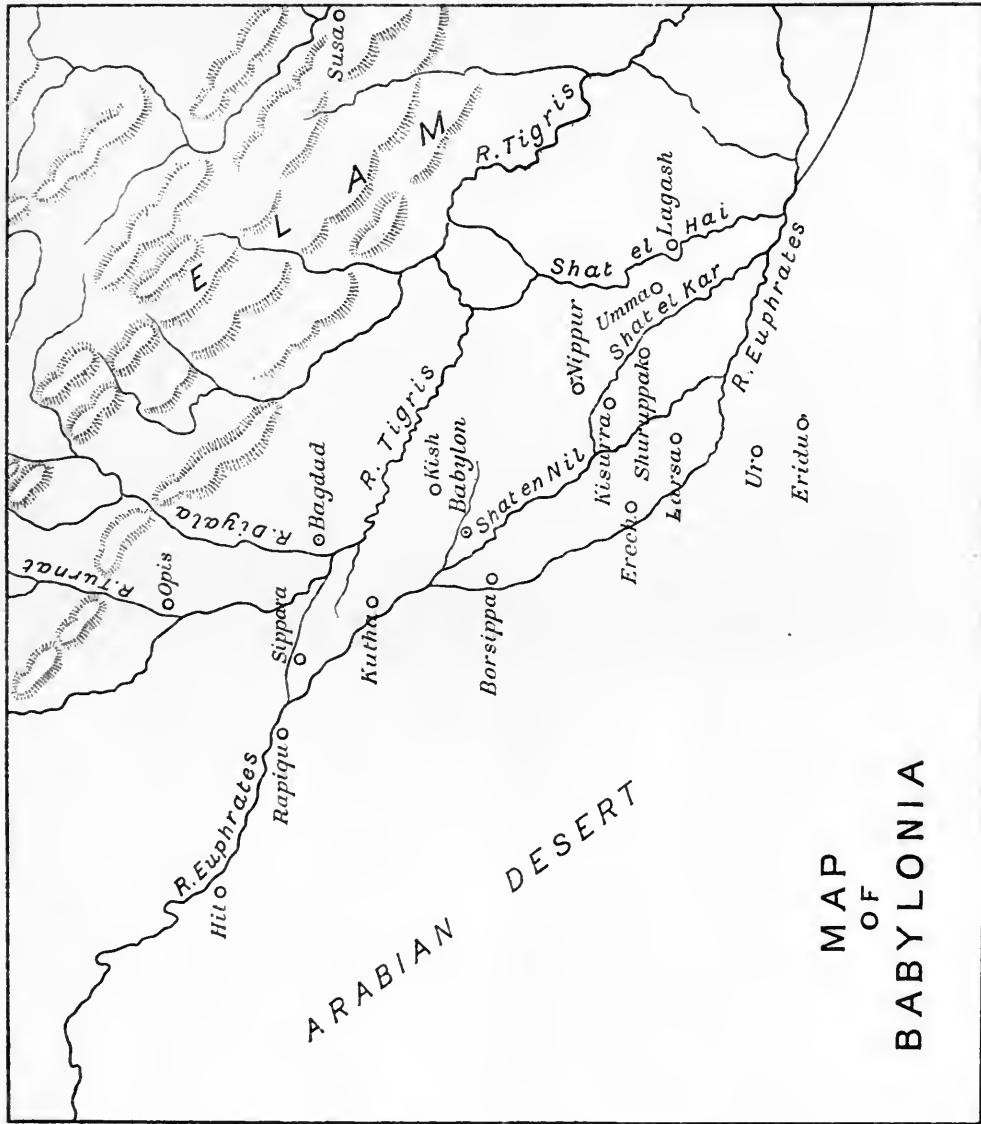 MAP
OF
BABYLONIA
ARABIAN DESERT
ELAM
R. Euphrates
Hit
Rapiqu
Sippara
R. Turnat
Opis
R. Diyala
Bagdad
R. Tigris
Kutha
Kish
Babylon
Borsippa
Shat en Nil
Nippur
Kisurra
Shuruppak
Erech
Larsa
Ur
Eridu
Umma
Shat el Kar
Shat el Hai
Lagash
R. Tigris
R. Euphrates
Susa